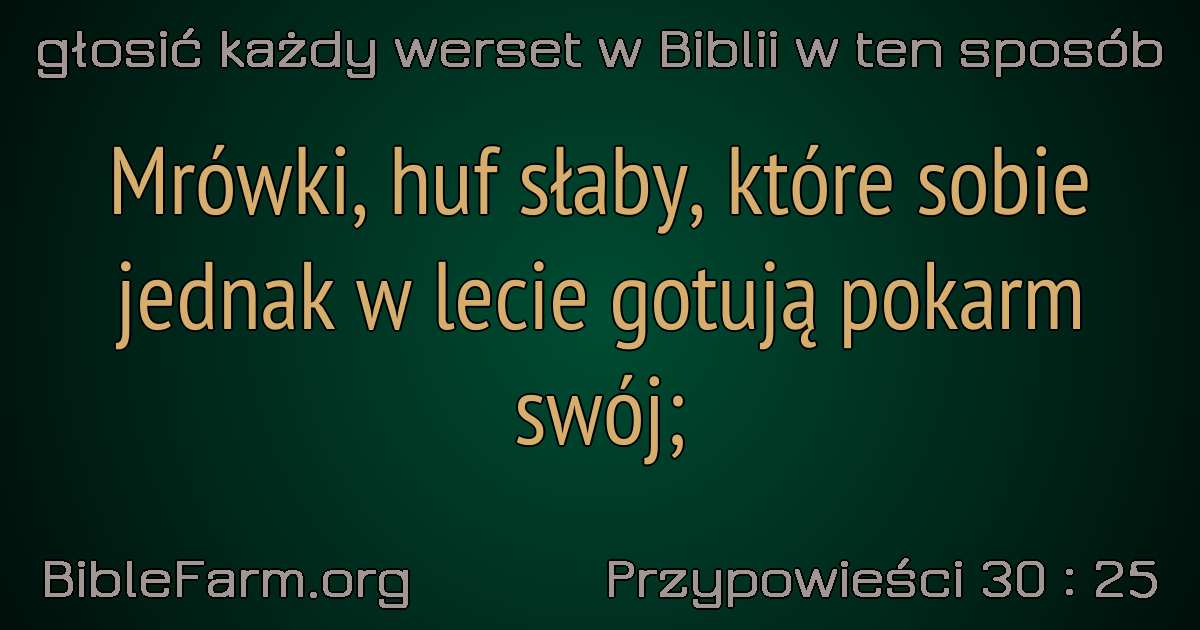 głosić każdy werset w Biblii w ten sposób
Mrówki, huf słaby, które sobie
jednak w lecie gotują pokarm
swój;
BibleFarm.org
Przypowieści 30 : 25